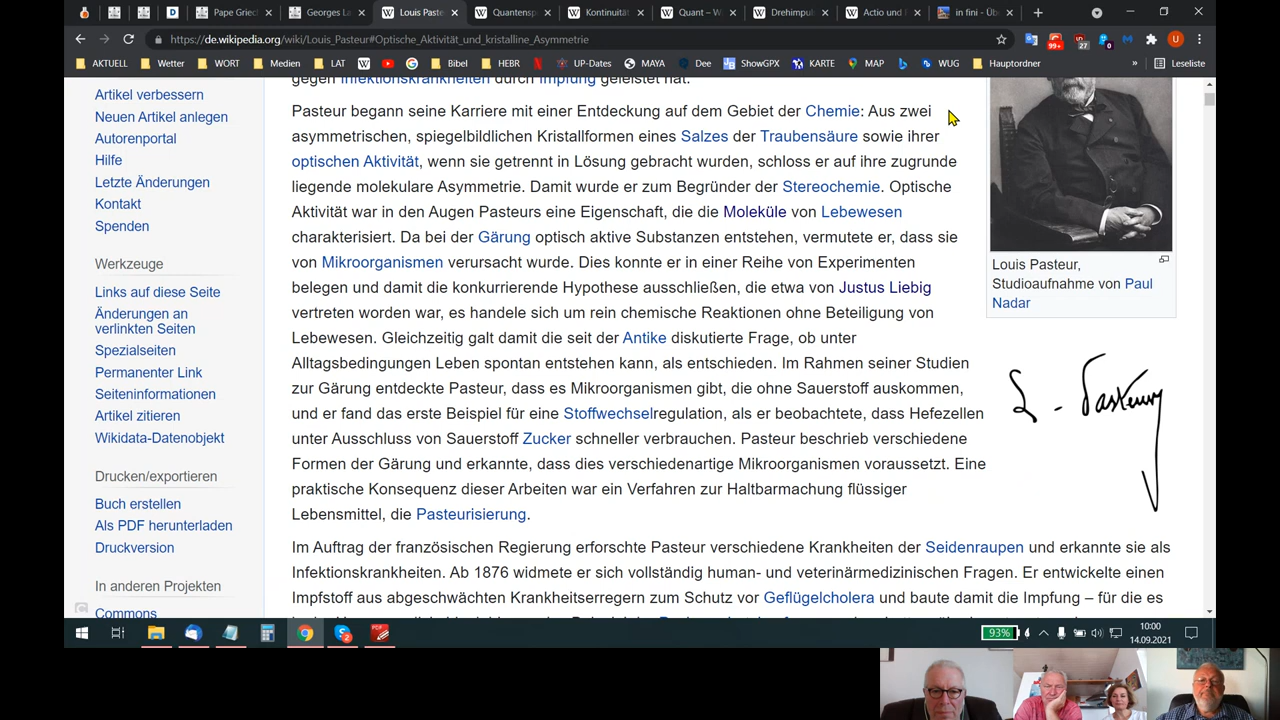 Pape Griech
Georges La
Louis Paste
Quantensp
Kontinuität
Quant – W
Drehimpuls
Actio und
in fini - Üb
https://de.wikipedia.org/wiki/Louis_Pasteur#Optische_Aktivität_und_kristalline_Asymmetrie
99+
27
0
U
AKTUELL
Wetter
WORT
Medien
LAT
Bibel
HEBR
UP-Dates
MAYA
Dee
ShowGPX
KARTE
MAP
WUG
Hauptordner
»
Leseliste
Artikel verbessern
Neuen Artikel anlegen
Autorenportal
Hilfe
Letzte Änderungen
Kontakt
Spenden
Werkzeuge
Links auf diese Seite
Änderungen an
verlinkten Seiten
Spezialseiten
Permanenter Link
Seiteninformationen
Artikel zitieren
Wikidata-Datenobjekt
Drucken/exportieren
Buch erstellen
Als PDF herunterladen
Druckversion
In anderen Projekten
Commons
gegen Infektionskrankheiten durch Impfung geleistet hat.
Pasteur begann seine Karriere mit einer Entdeckung auf dem Gebiet der Chemie: Aus zwei
asymmetrischen, spiegelbildlichen Kristallformen eines Salzes der Traubensäure sowie ihrer
optischen Aktivität, wenn sie getrennt in Lösung gebracht wurden, schloss er auf ihre zugrunde
liegende molekulare Asymmetrie. Damit wurde er zum Begründer der Stereochemie. Optische
Aktivität war in den Augen Pasteurs eine Eigenschaft, die die Moleküle von Lebewesen
charakterisiert. Da bei der Gärung optisch aktive Substanzen entstehen, vermutete er, dass sie
von Mikroorganismen verursacht wurde. Dies konnte er in einer Reihe von Experimenten
belegen und damit die konkurrierende Hypothese ausschließen, die etwa von Justus Liebig
vertreten worden war, es handele sich um rein chemische Reaktionen ohne Beteiligung von
Lebewesen. Gleichzeitig galt damit die seit der Antike diskutierte Frage, ob unter
Alltagsbedingungen Leben spontan entstehen kann, als entschieden. Im Rahmen seiner Studien
zur Gärung entdeckte Pasteur, dass es Mikroorganismen gibt, die ohne Sauerstoff auskommen,
und er fand das erste Beispiel für eine Stoffwechselregulation, als er beobachtete, dass Hefezellen
unter Ausschluss von Sauerstoff Zucker schneller verbrauchen. Pasteur beschrieb verschiedene
Formen der Gärung und erkannte, dass dies verschiedenartige Mikroorganismen voraussetzt. Eine
praktische Konsequenz dieser Arbeiten war ein Verfahren zur Haltbarmachung flüssiger
Lebensmittel, die Pasteurisierung.
Im Auftrag der französischen Regierung erforschte Pasteur verschiedene Krankheiten der Seidenraupen und erkannte sie als
Infektionskrankheiten. Ab 1876 widmete er sich vollständig human- und veterinärmedizinischen Fragen. Er entwickelte einen
Impfstoff aus abgeschwächten Krankheitserregern zum Schutz vor Geflügelcholera und baute damit die Impfung – für die es
Louis Pasteur,
Studioaufnahme von Paul
Nadar
L. Pasteur
93%
10:00
14.09.2021